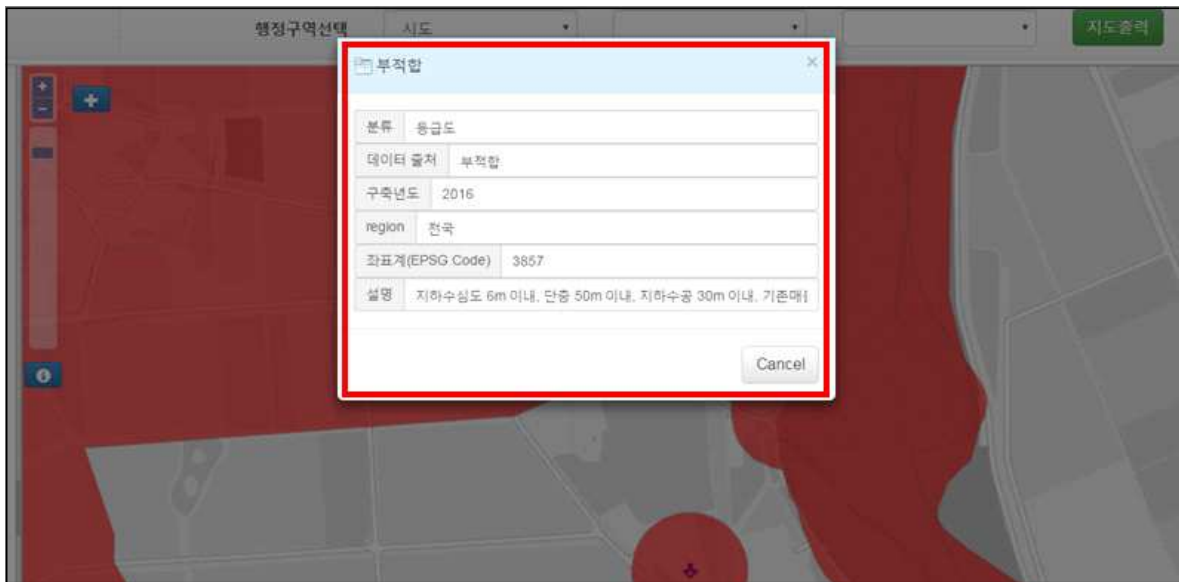 행정구역선택 시도 지도출력
부적합 ×
분류 등급도
데이터 출처 부적합
구축년도 2016
region 전국
좌표계(EPSG Code) 3857
설명 지하수심도 6m 이내, 단층 50m 이내, 지하수공 30m 이내, 기존매
Cancel